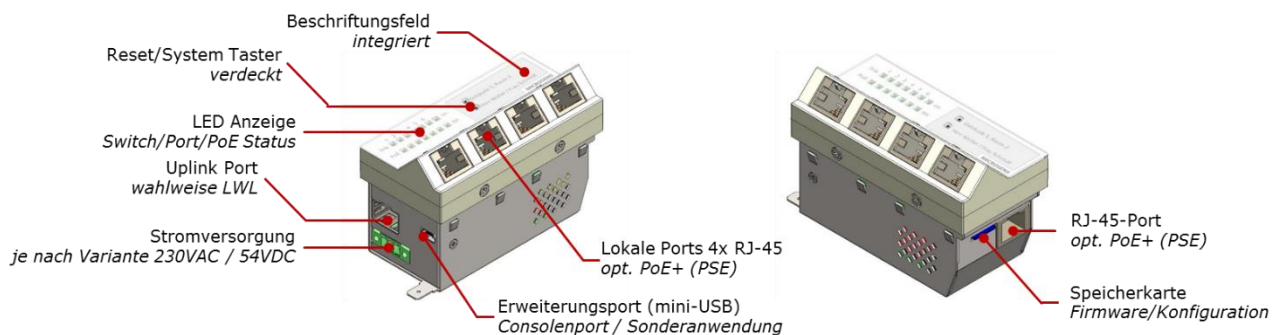 Beschriftungsfeld
integriert
Reset/System Taster
verdeckt
LED Anzeige
Switch/Port/PoE Status
Uplink Port
wahlweise LWL
Stromversorgung
je nach Variante 230VAC / 54VDC
Lokale Ports 4x RJ-45
opt. PoE+ (PSE)
Erweiterungsport (mini-USB)
Consolenport / Sonderanwendung
RJ-45-Port
opt. PoE+ (PSE)
Speicherkarte
Firmware/Konfiguration